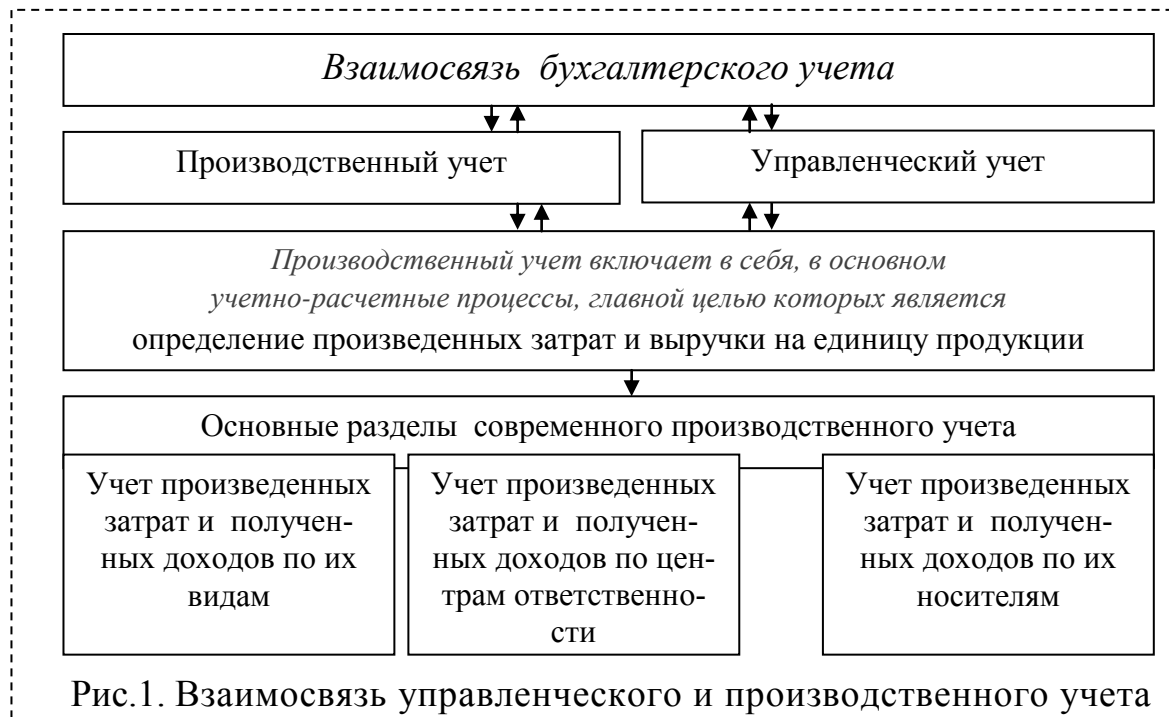 Взаимосвязь бухгалтерского учета
Производственный учет
Управленческий учет
Производственный учет включает в себя, в основном
учетно-расчетные процессы, главной целью которых является
определение произведенных затрат и выручки на единицу продукции
Основные разделы современного производственного учета
Учет произведенных
затрат и получен-
ных доходов по их
видам
Учет произведенных
затрат и получен-
ных доходов по цен-
трам ответственно-
сти
Учет произведенных
затрат и получен-
ных доходов по их
носителям
Рис.1. Взаимосвязь управленческого и производственного учета